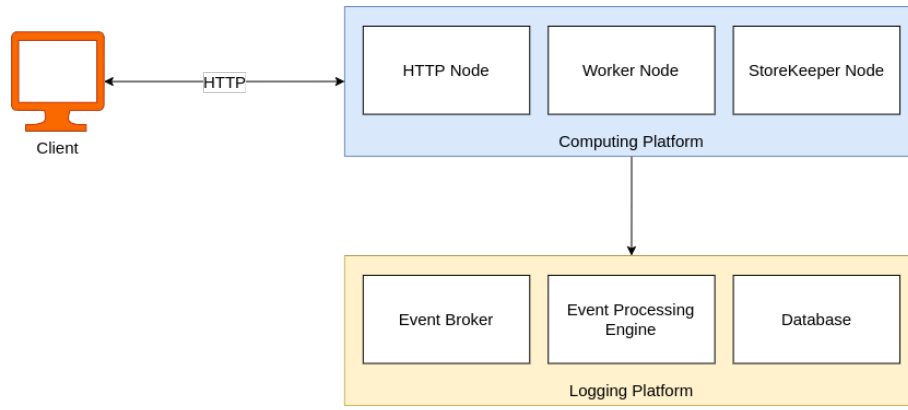 HTTP Node
Worker Node
StoreKeeper Node
HTTP
Computing Platform
Client
Event Broker
Event Processing
Engine
Database
Logging Platform